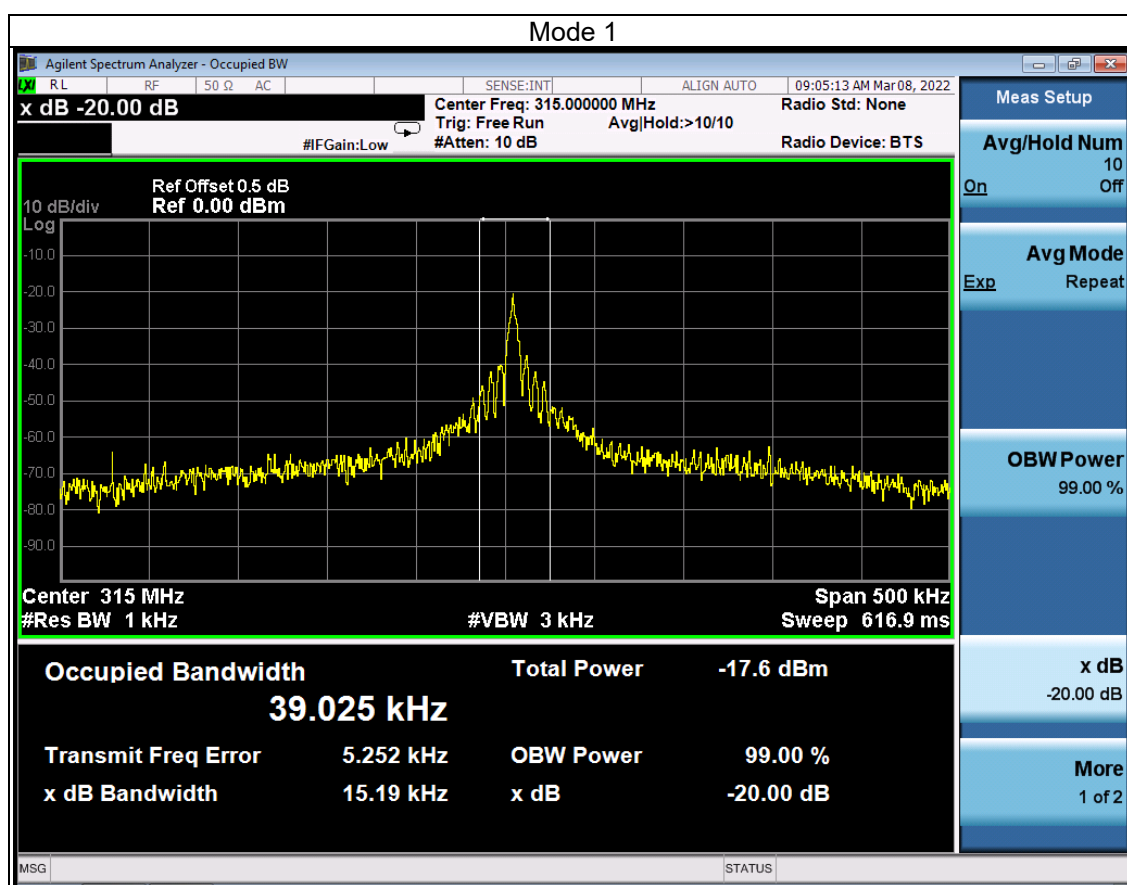 Mode 1
Agilent Spectrum Analyzer - Occupied BW
LXI RL RF 50 Ω AC SENSE:INT ALIGN AUTO 09:05:13 AM Mar 08, 2022
x dB -20.00 dB
Center Freq: 315.000000 MHz
Radio Std: None
Trig: Free Run Avg|Hold:>10/10
#IFGain:Low #Atten: 10 dB Radio Device: BTS
Ref Offset 0.5 dB
10 dB/div Ref 0.00 dBm
Log
-10.0
-20.0
-30.0
-40.0
-50.0
-60.0
-70.0
-80.0
-90.0
Center 315 MHz Span 500 kHz
#Res BW 1 kHz #VBW 3 kHz Sweep 616.9 ms
Occupied Bandwidth Total Power -17.6 dBm
39.025 kHz
Transmit Freq Error 5.252 kHz OBW Power 99.00 %
x dB Bandwidth 15.19 kHz x dB -20.00 dB
MSG STATUS
Meas Setup
Avg/Hold Num
10
On Off
Avg Mode
Exp Repeat
OBW Power
99.00 %
x dB
-20.00 dB
More
1 of 2